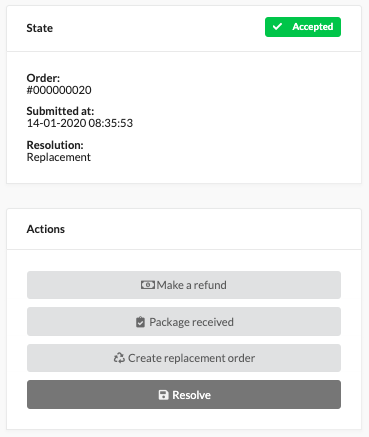 State
Accepted
Order:
#000000020
Submitted at:
14-01-2020 08:35:53
Resolution:
Replacement
Actions
Make a refund
Package received
Create replacement order
Resolve